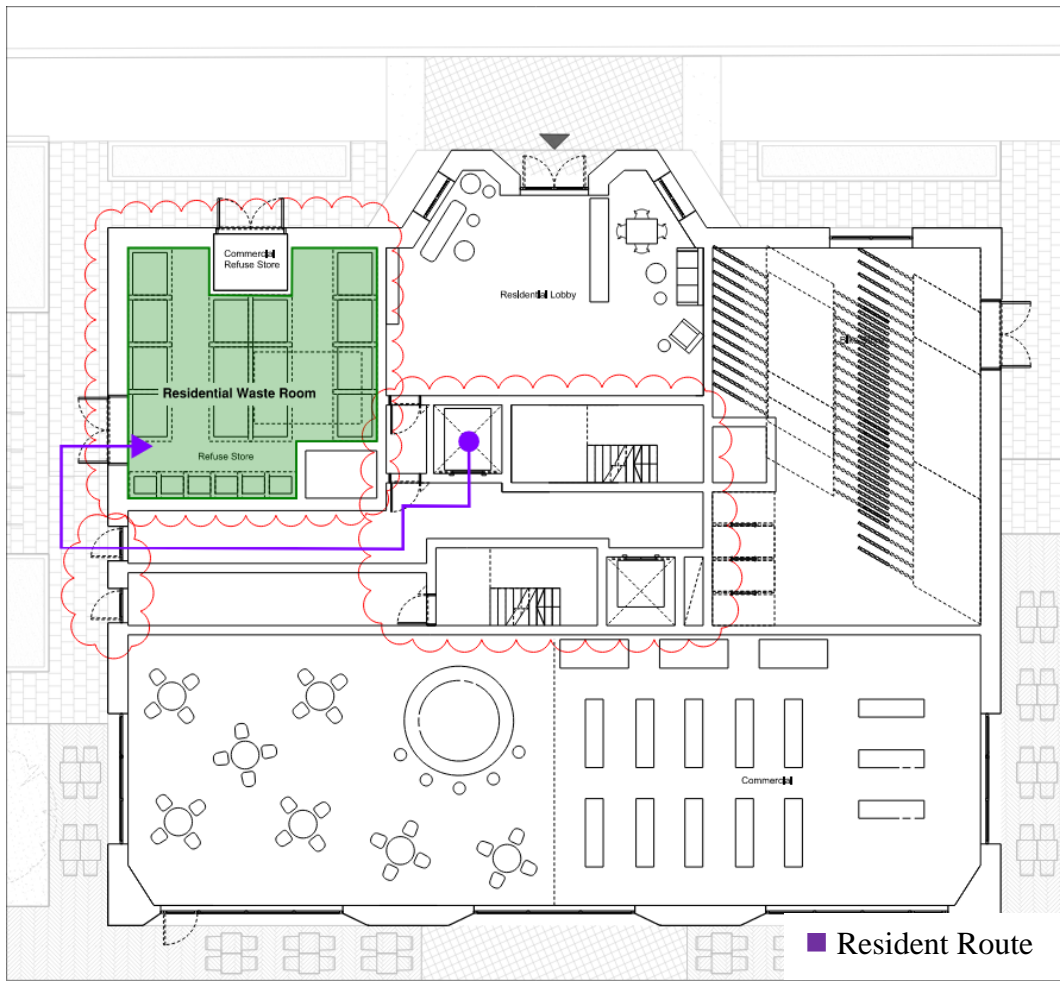 Commercial
Refuse Store
Residential Lobby
Residential Waste Room
Refuse Store
Commercial
Resident Route